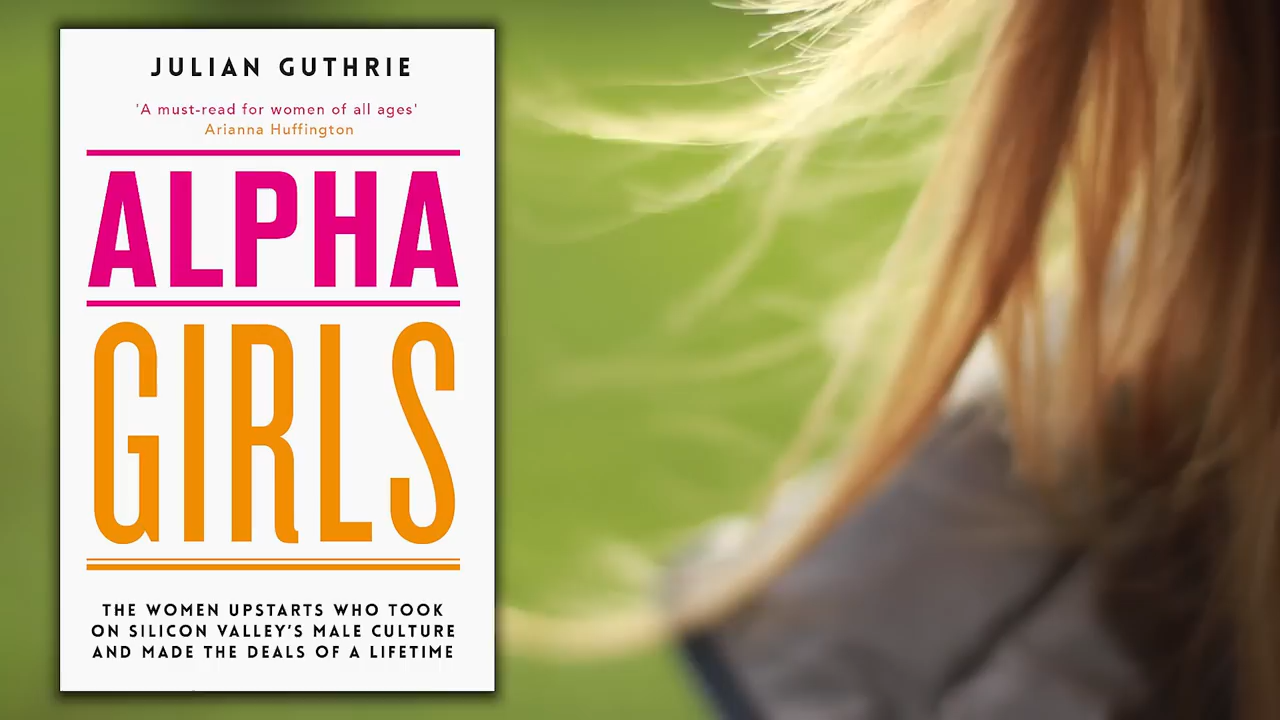 JULIAN GUTHRIE
'A must-read for women of all ages'
Arianna Huffington
ALPHA
GIRLS
THE WOMEN UPSTARTS WHO TOOK
ON SILICON VALLEY'S MALE CULTURE
AND MADE THE DEALS OF A LIFETIME